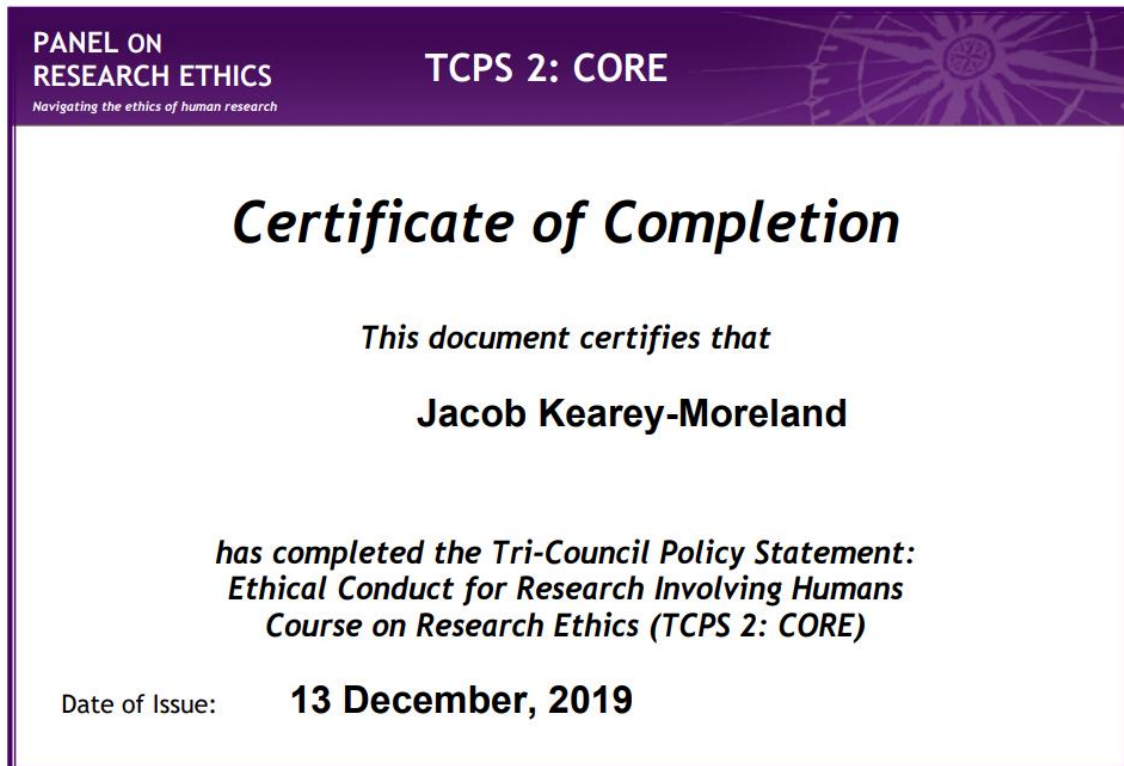 PANEL ON
RESEARCH ETHICS
Navigating the ethics of human research
TCPS 2: CORE
Certificate of Completion
This document certifies that
Jacob Kearey-Moreland
has completed the Tri-Council Policy Statement:
Ethical Conduct for Research Involving Humans
Course on Research Ethics (TCPS 2: CORE)
Date of Issue: 13 December, 2019